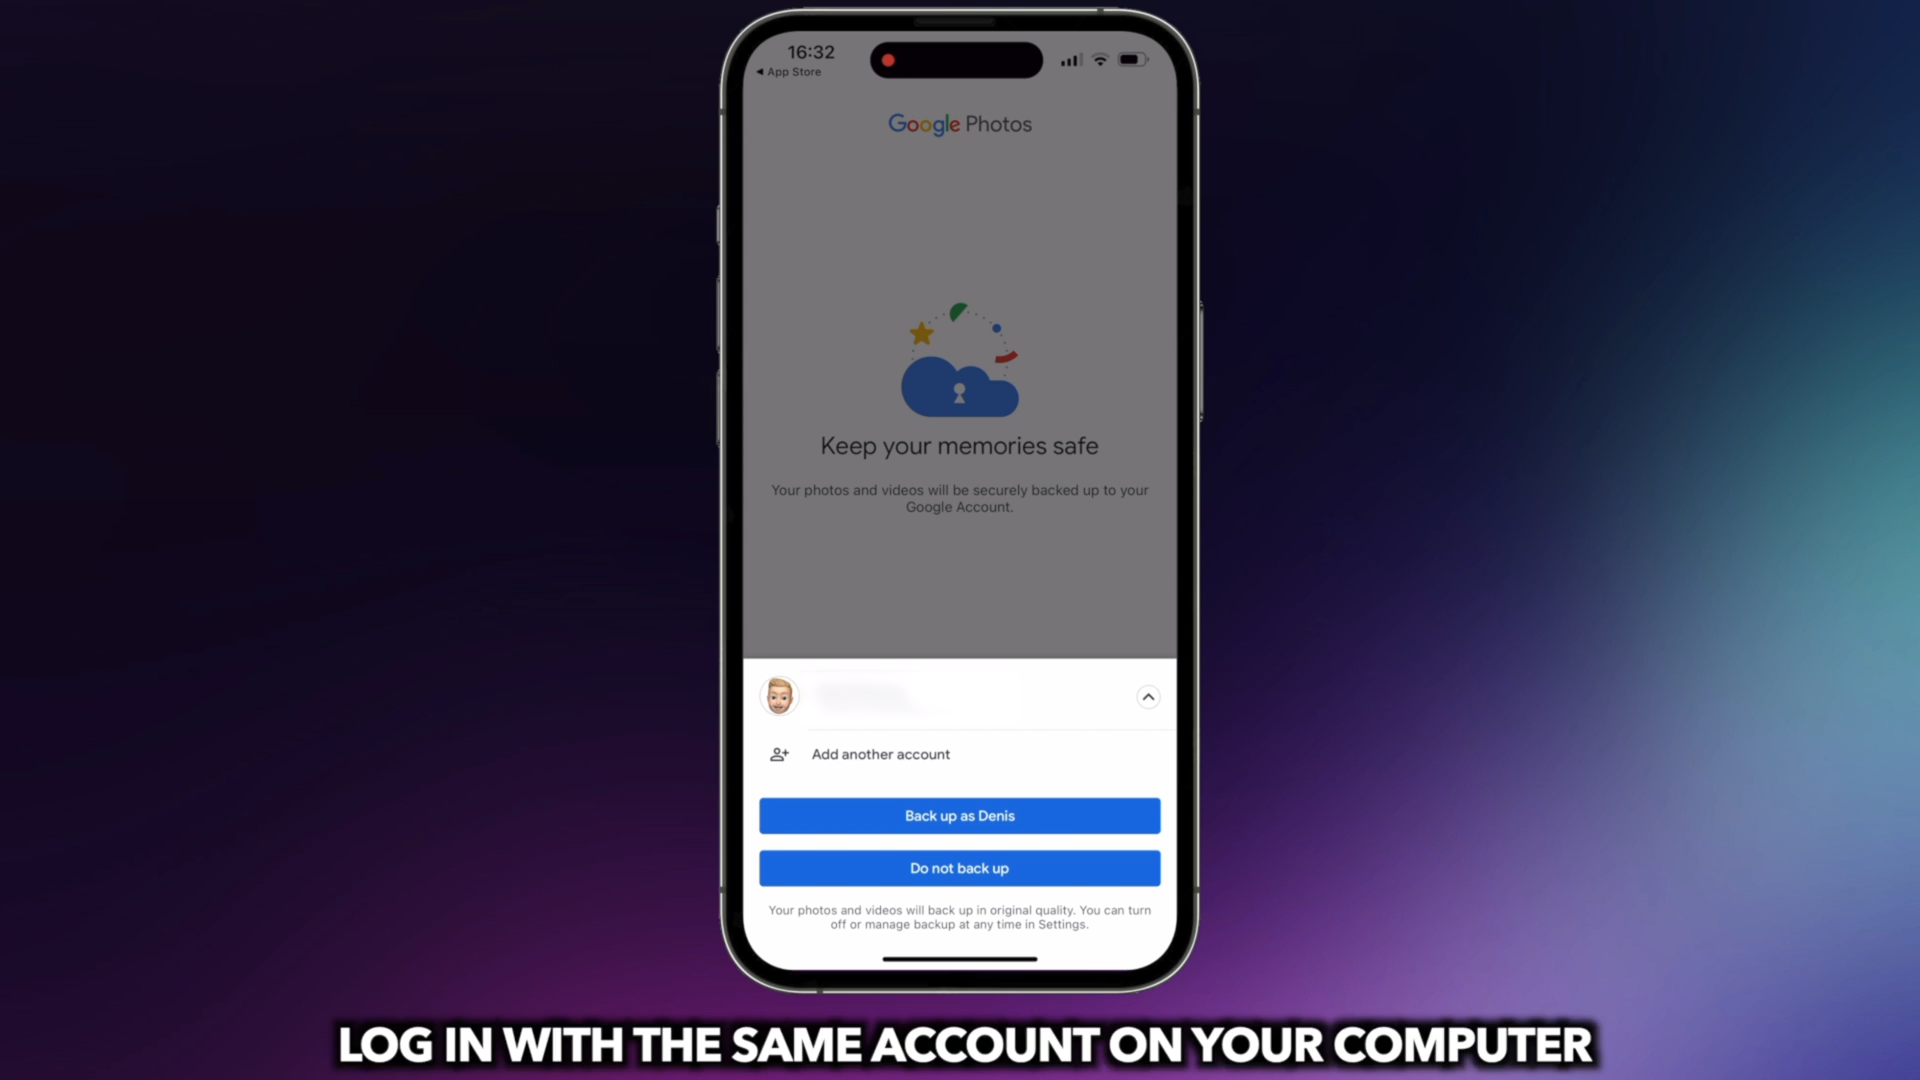 16:32
◀ App Store
Google Photos
Keep your memories safe
Your photos and videos will be securely backed up to your
Google Account.
Add another account
Back up as Denis
Do not back up
Your photos and videos will back up in original quality. You can turn
off or manage backup at any time in Settings.
LOG IN WITH THE SAME ACCOUNT ON YOUR COMPUTER